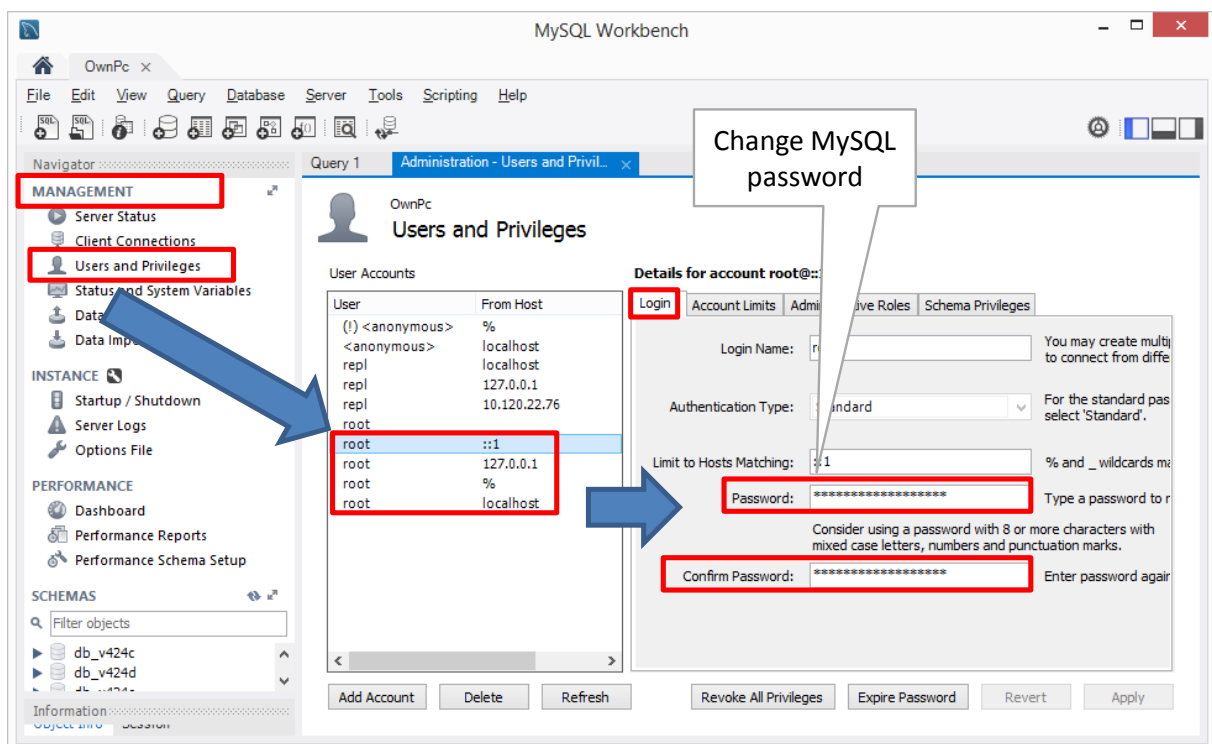 MySQL Workbench
OwnPc
File Edit View Query Database Server Tools Scripting Help
Change MySQL
password
Navigator
MANAGEMENT
Server Status
Client Connections
Users and Privileges
Status and System Variables
Data
Data
INSTANCE
Startup / Shutdown
Server Logs
Options File
PERFORMANCE
Dashboard
Performance Reports
Performance Schema Setup
SCHEMAS
Filter objects
db_v424c
db_v424d
Information
Session
Query 1 Administration - Users and Privil...
OwnPc
Users and Privileges
User Accounts
User From Host
(!) <anonymous> %
<anonymous> localhost
repl localhost
repl 127.0.0.1
repl 10.120.22.76
root
root ::1
root 127.0.0.1
root %
root localhost
Add Account Delete Refresh
Details for account root@::
Login Account Limits Schema Privileges
Login Name:
You may create
to connect from
Authentication Type:
For the standard
select 'Standard'.
Limit to Hosts Matching: ::1
% and _ wildcards
Password: ******************
Type a password to
Consider using a password with 8 or more characters with
mixed case letters, numbers and punctuation marks.
Confirm Password: ******************
Enter password
Revoke All Privileges Expire Password Revert Apply